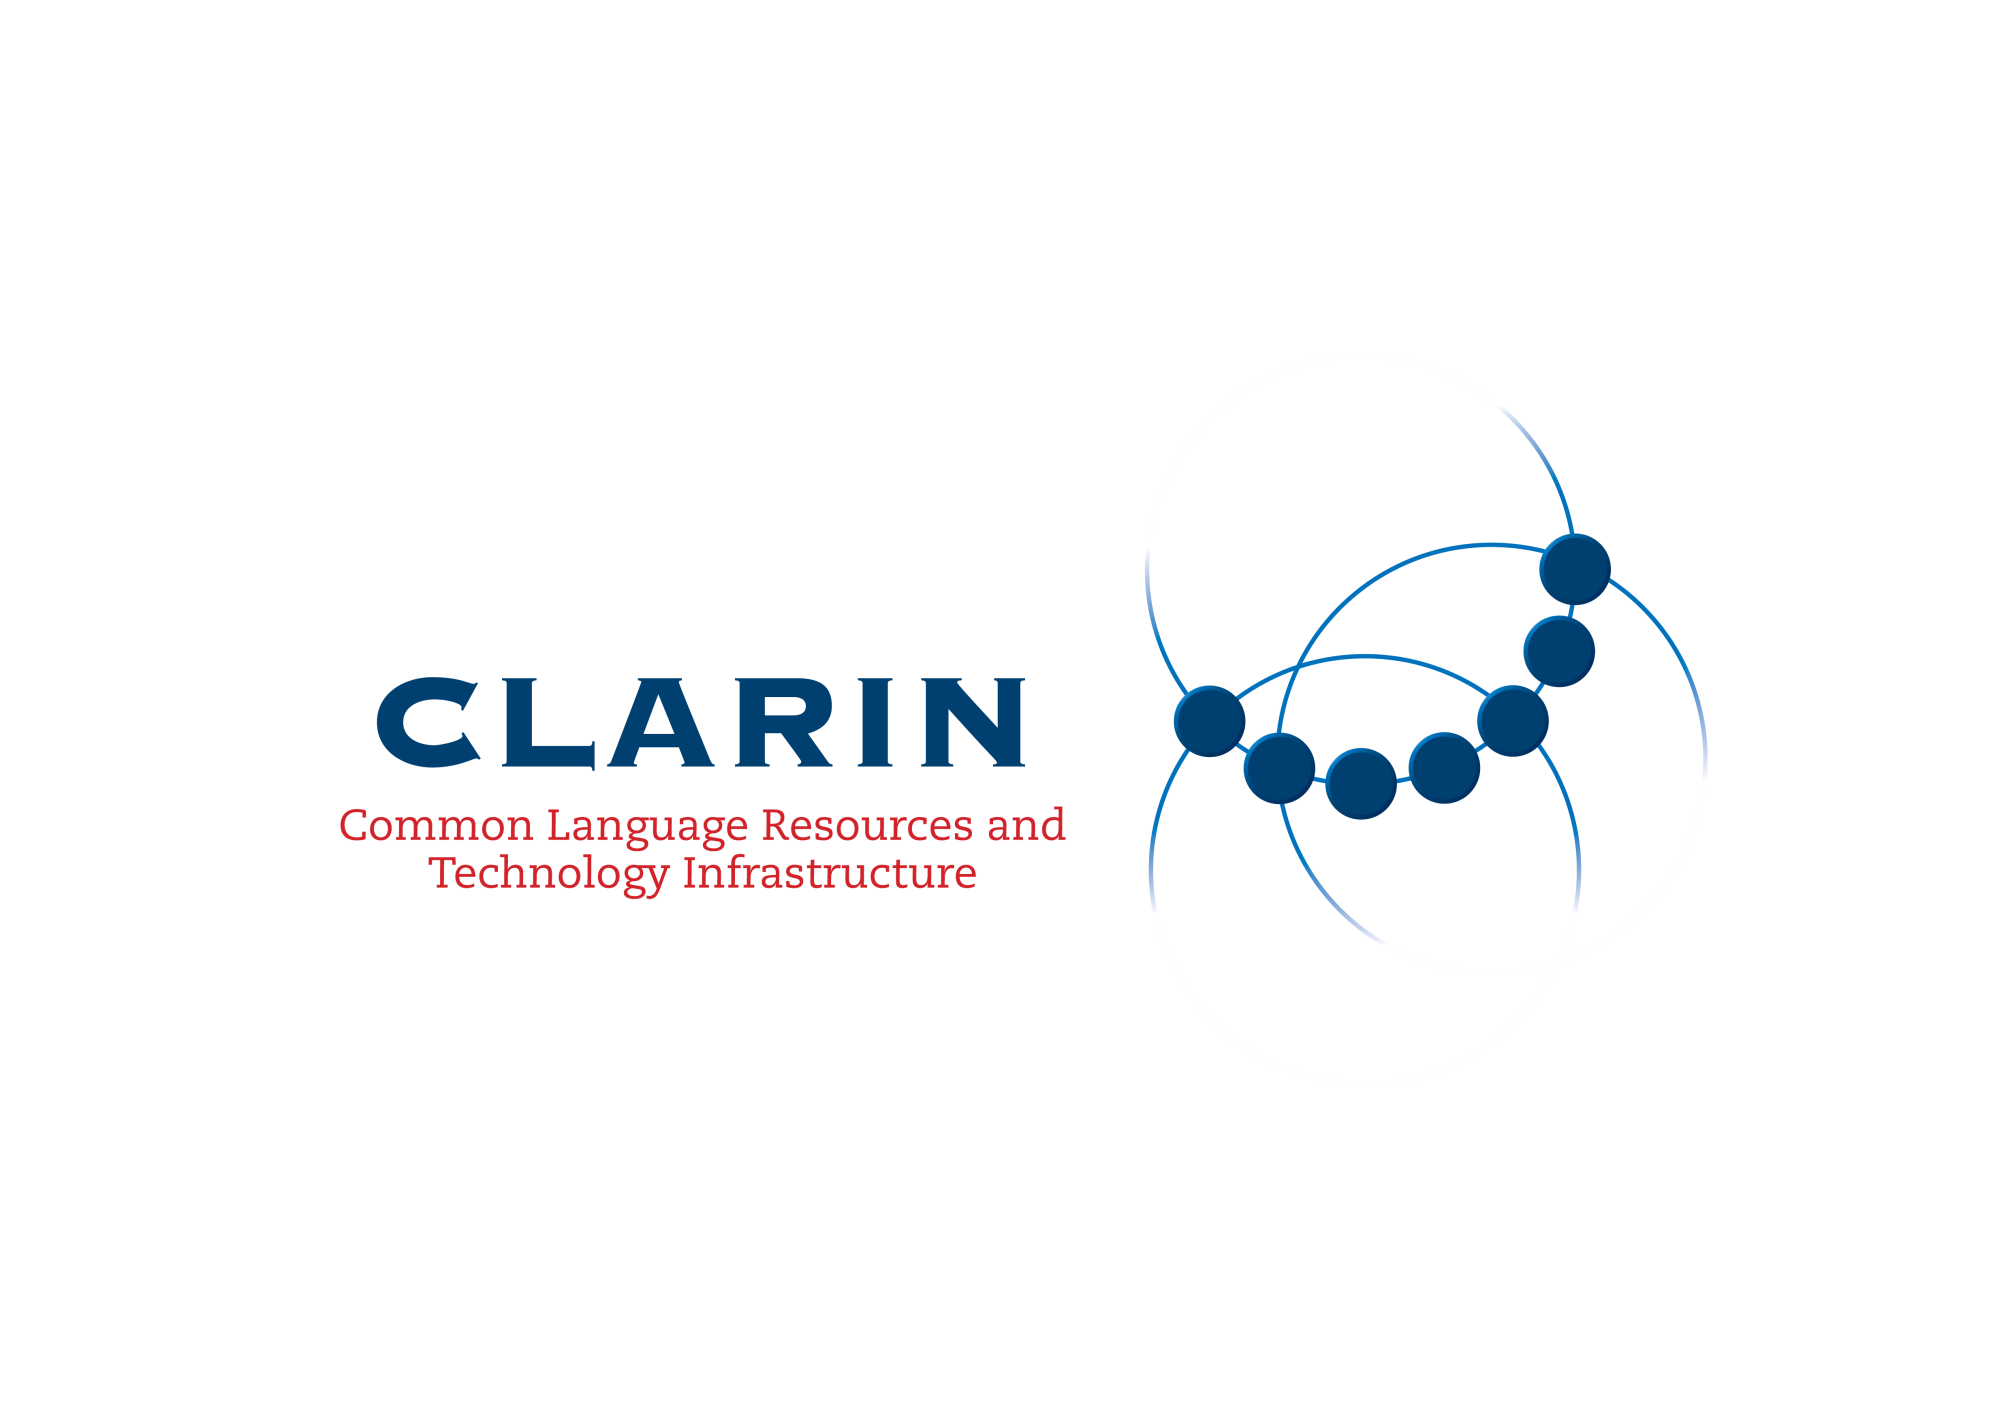 CLARIN
Common Language Resources and
Technology Infrastructure